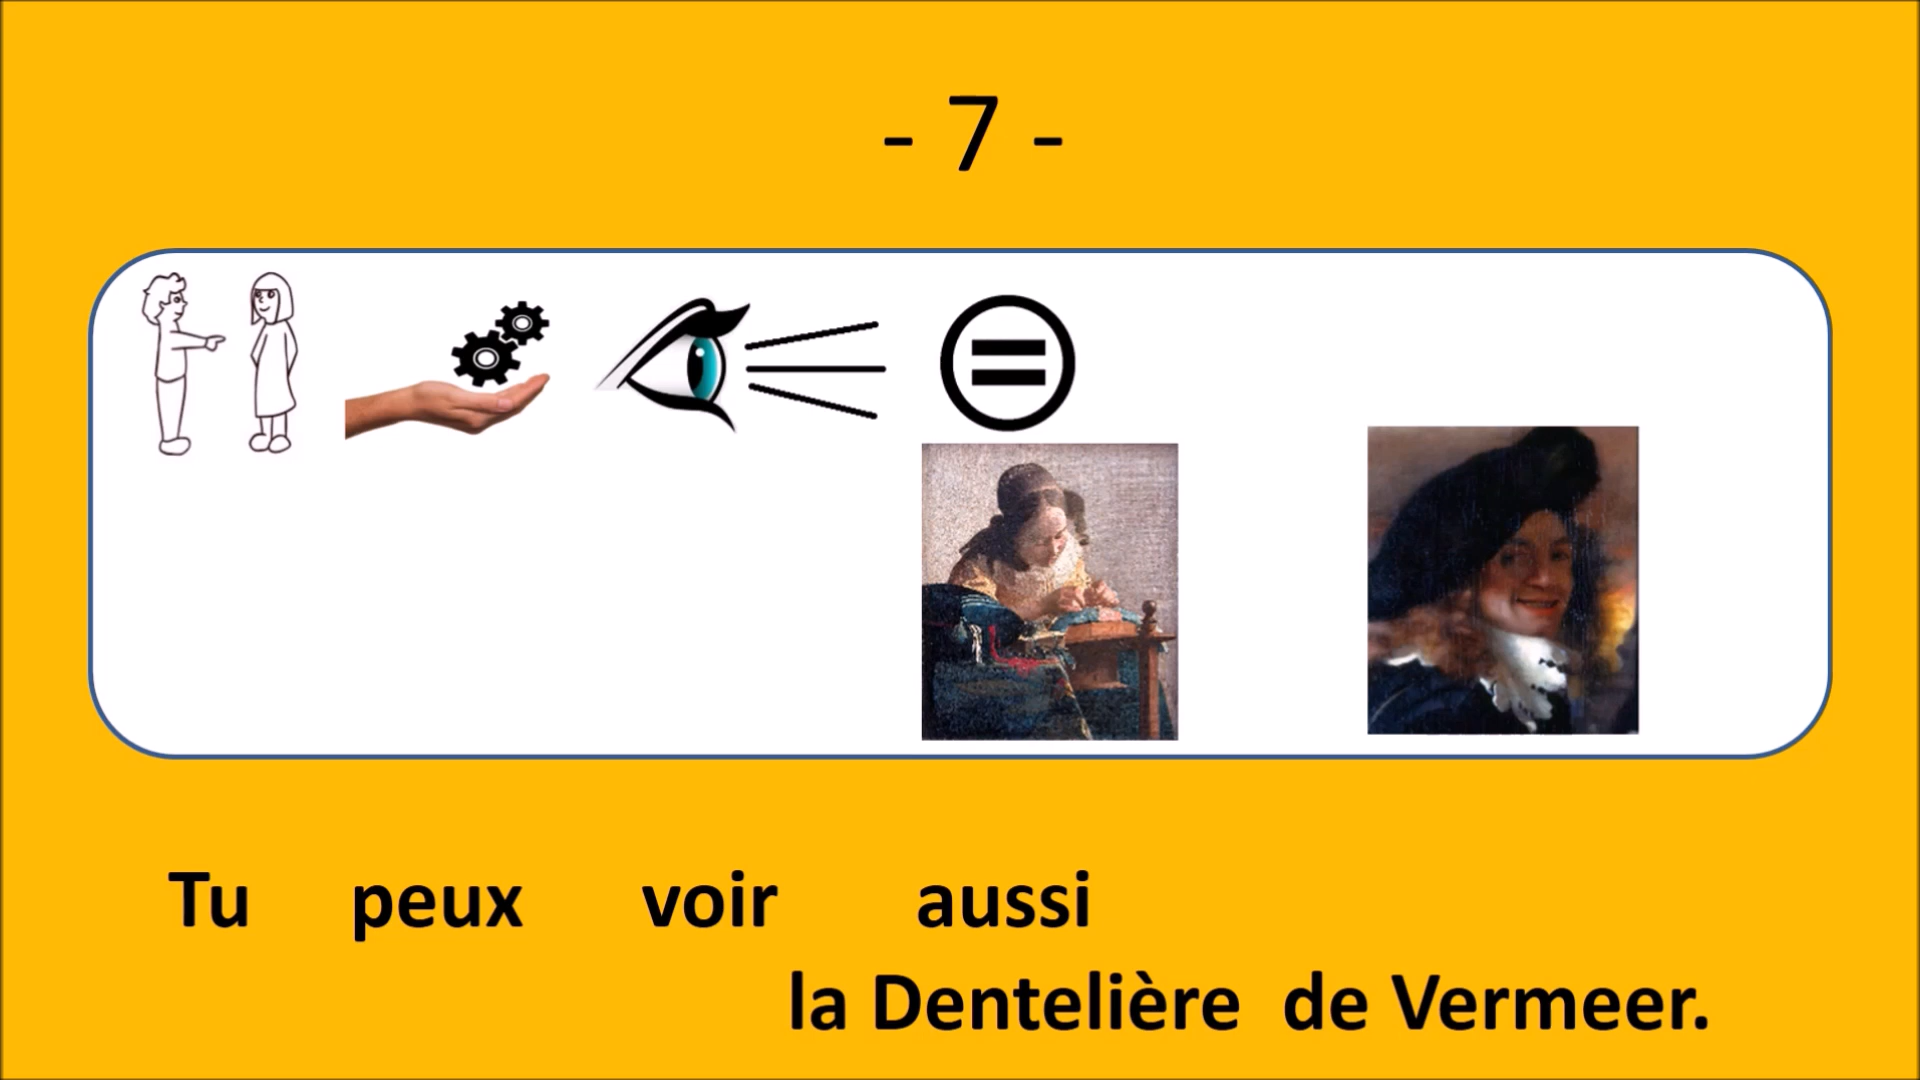 - 7 -
Tu peux voir aussi
la Dentelière de Vermeer.